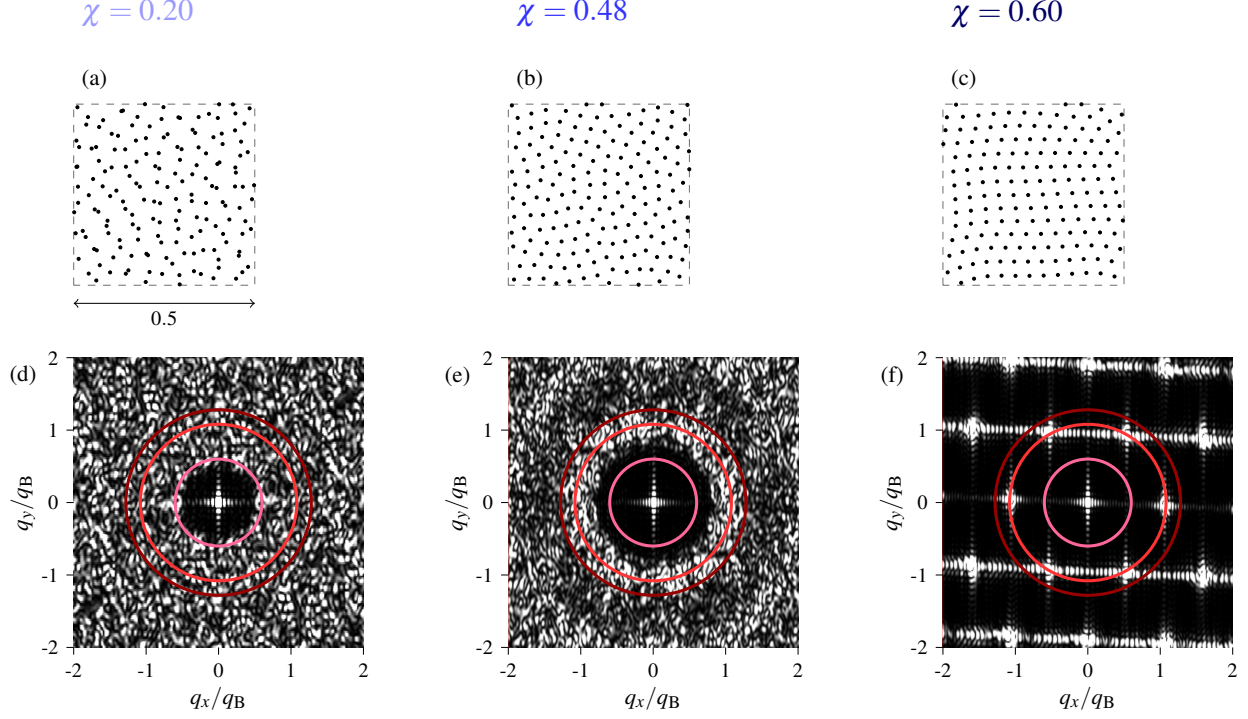 χ = 0.20
χ = 0.48
χ = 0.60
(a)
(b)
(c)
0.5
(d)
2
1
0
-1
-2
q_y/q_B
-2 -1 0 1 2
q_x/q_B
(e)
2
1
0
-1
-2
q_y/q_B
-2 -1 0 1 2
q_x/q_B
(f)
2
1
0
-1
-2
q_y/q_B
-2 -1 0 1 2
q_x/q_B